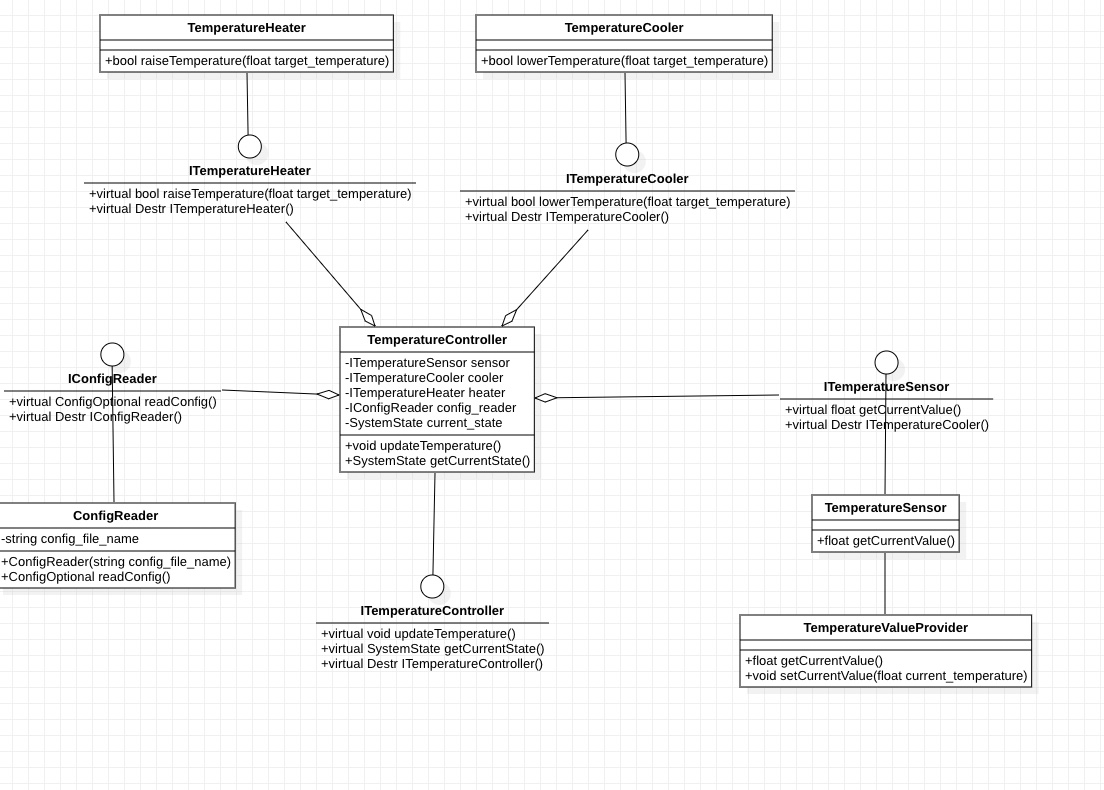 TemperatureHeater
+bool raiseTemperature(float target_temperature)
TemperatureCooler
+bool lowerTemperature(float target_temperature)
ITemperatureHeater
+virtual bool raiseTemperature(float target_temperature)
+virtual Destr ITemperatureHeater()
ITemperatureCooler
+virtual bool lowerTemperature(float target_temperature)
+virtual Destr ITemperatureCooler()
IConfigReader
+virtual ConfigOptional readConfig()
+virtual Destr IConfigReader()
TemperatureController
-ITemperatureSensor sensor
-ITemperatureCooler cooler
-ITemperatureHeater heater
-IConfigReader config_reader
-SystemState current_state
+void updateTemperature()
+SystemState getCurrentState()
ITemperatureSensor
+virtual float getCurrentValue()
+virtual Destr ITemperatureCooler()
ConfigReader
-string config_file_name
+ConfigReader(string config_file_name)
+ConfigOptional readConfig()
TemperatureSensor
+float getCurrentValue()
ITemperatureController
+virtual void updateTemperature()
+virtual SystemState getCurrentState()
+virtual Destr ITemperatureController()
TemperatureValueProvider
+float getCurrentValue()
+void setCurrentValue(float current_temperature)